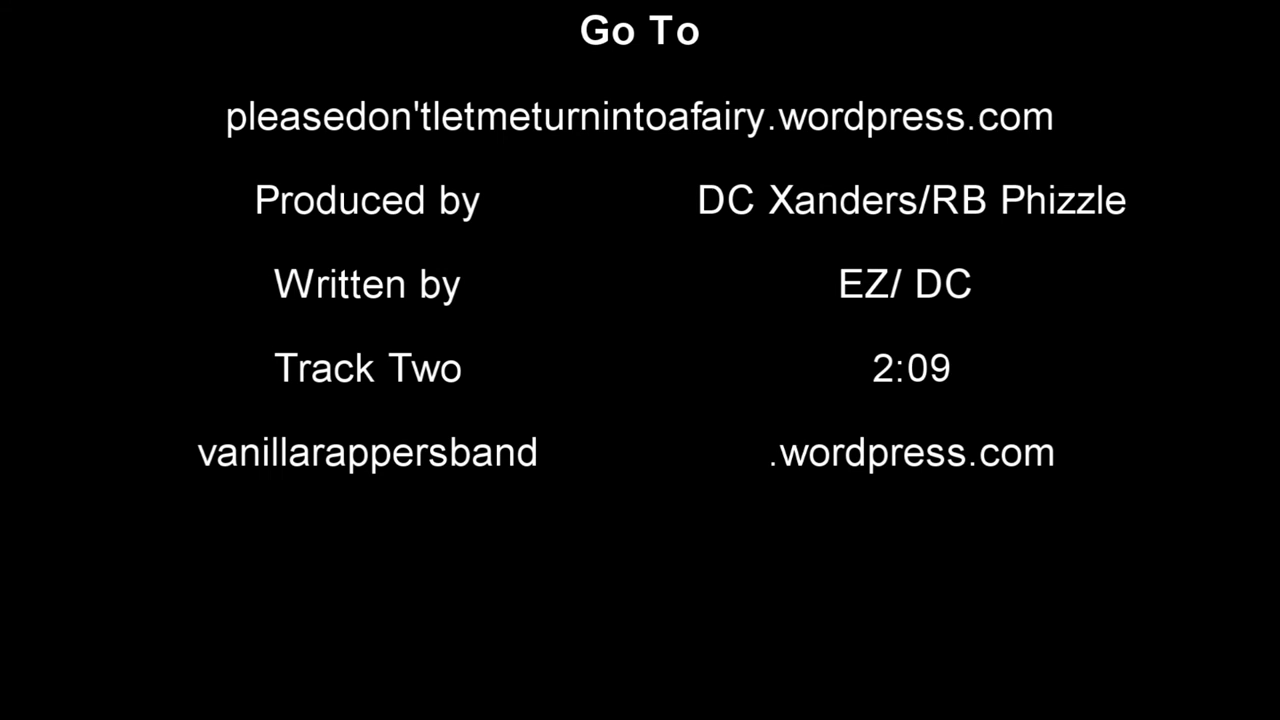 Go To
pleasedon'tletmeturnintoafairy.wordpress.com
Produced by DC Xanders/RB Phizzle
Written by EZ/ DC
Track Two 2:09
vanillarappersband .wordpress.com